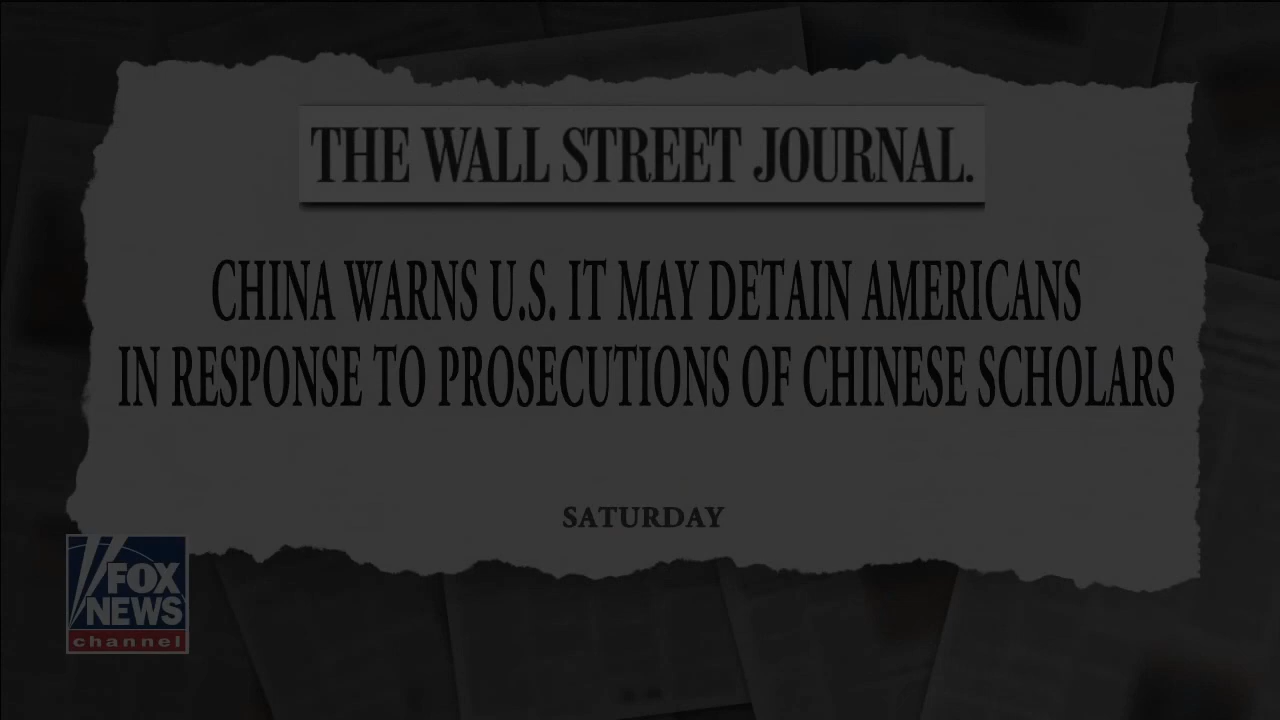 THE WALL STREET JOURNAL.
CHINA WARNS U.S. IT MAY DETAIN AMERICANS
IN RESPONSE TO PROSECUTIONS OF CHINESE SCHOLARS
SATURDAY
FOX
NEWS
channel